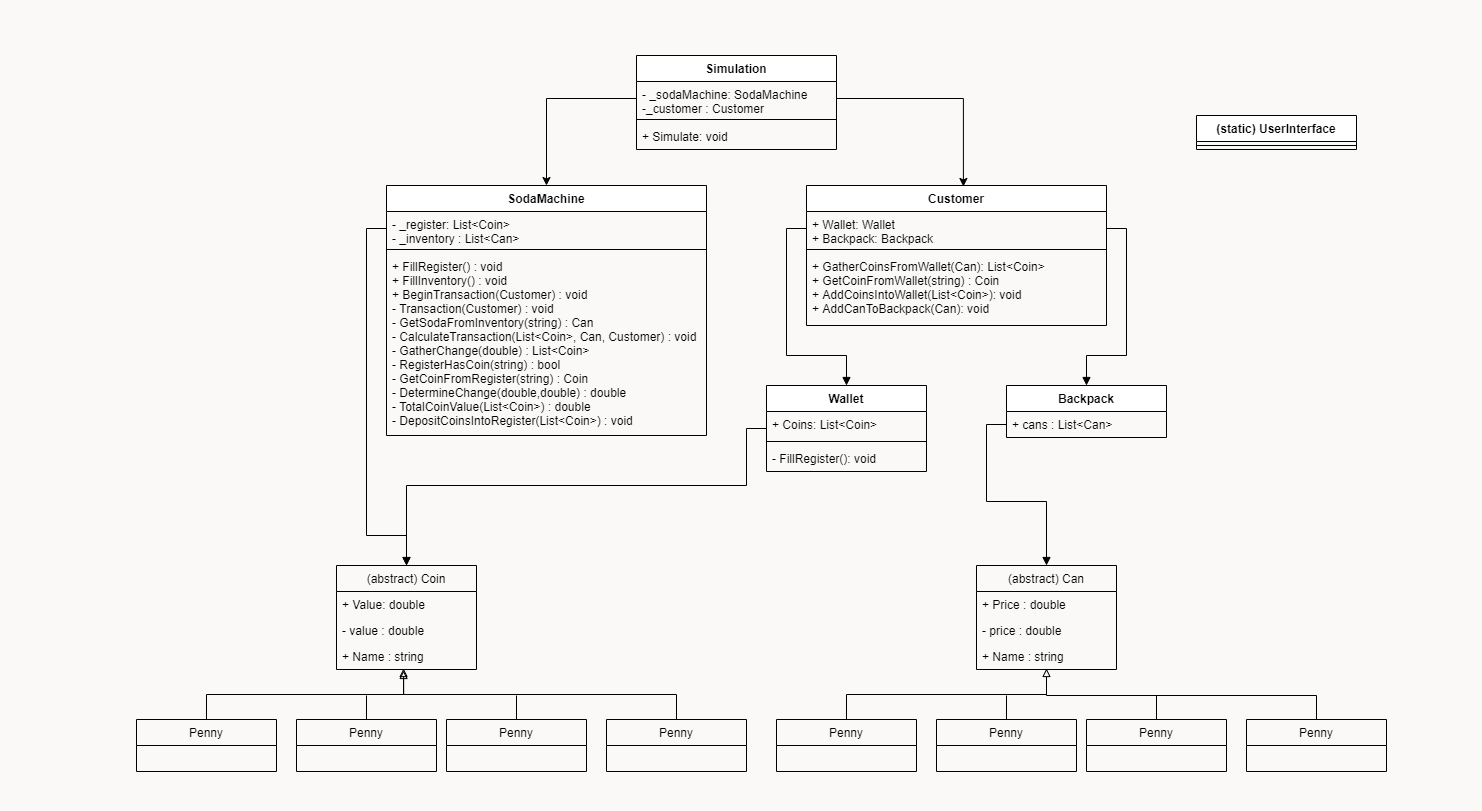 Simulation
- _sodaMachine: SodaMachine
-_customer : Customer
+ Simulate: void
(static) UserInterface
SodaMachine
- _register: List<Coin>
- _inventory : List<Can>
+ FillRegister() : void
+ FillInventory() : void
+ BeginTransaction(Customer) : void
- Transaction(Customer) : void
- GetSodaFromInventory(string) : Can
- CalculateTransaction(List<Coin>, Can, Customer) : void
- GatherChange(double) : List<Coin>
- RegisterHasCoin(string) : bool
- GetCoinFromRegister(string) : Coin
- DetermineChange(double,double) : double
- TotalCoinValue(List<Coin>) : double
- DepositCoinsIntoRegister(List<Coin>) : void
Customer
+ Wallet: Wallet
+ Backpack: Backpack
+ GatherCoinsFromWallet(Can): List<Coin>
+ GetCoinFromWallet(string) : Coin
+ AddCoinsIntoWallet(List<Coin>): void
+ AddCanToBackpack(Can): void
Wallet
+ Coins: List<Coin>
- FillRegister(): void
Backpack
+ cans : List<Can>
(abstract) Coin
+ Value: double
- value : double
+ Name : string
(abstract) Can
+ Price : double
- price : double
+ Name : string
Penny
Penny
Penny
Penny
Penny
Penny
Penny
Penny